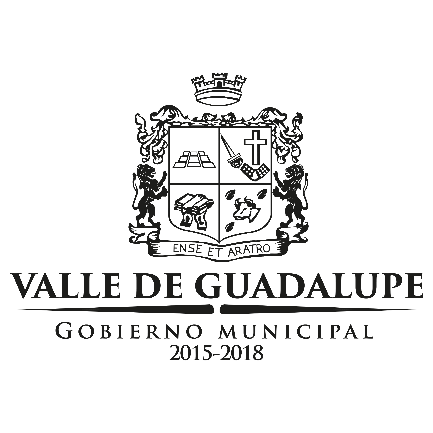 ENSE ET ARATRO
VALLE DE GUADALUPE
GOBIERNO MUNICIPAL
2015-2018